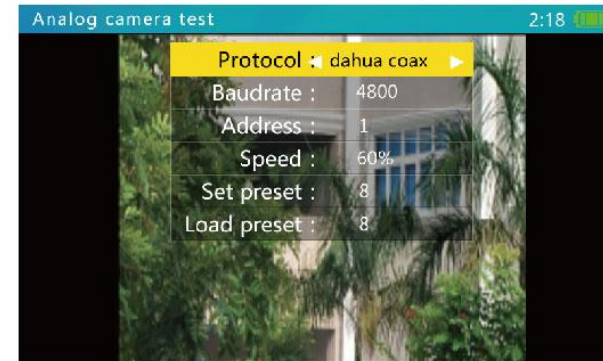 Analog camera test 2:18
Protocol : dahua coax
Baudrate : 4800
Address : 1
Speed : 60%
Set preset : 8
Load preset : 8